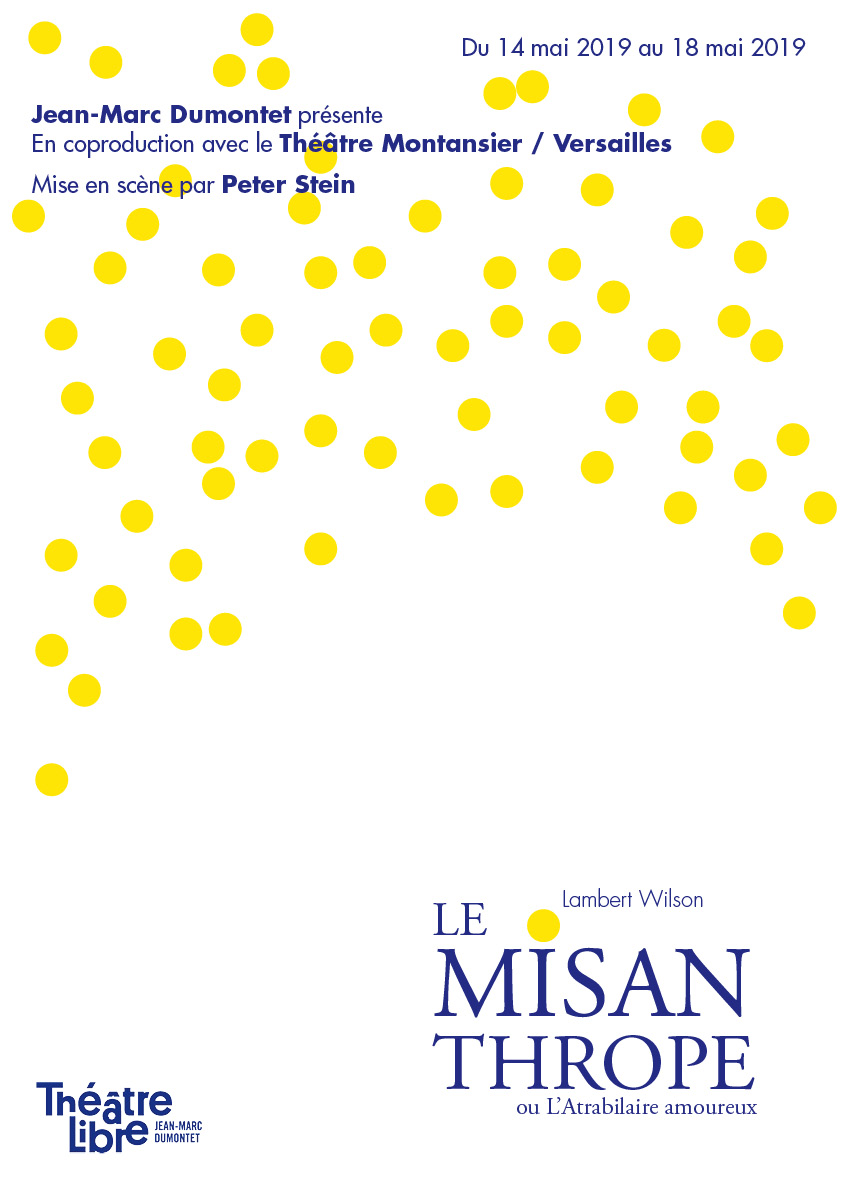 Du 14 mai 2019 au 18 mai 2019
Jean-Marc Dumontet présente
En coproduction avec le Théâtre Montansier / Versailles
Mise en scène par Peter Stein
Lambert Wilson
LE
MISAN
THROPE
ou L'Atrabilaire amoureux
Théâtre
Libre
JEAN-MARC
DUMONTET